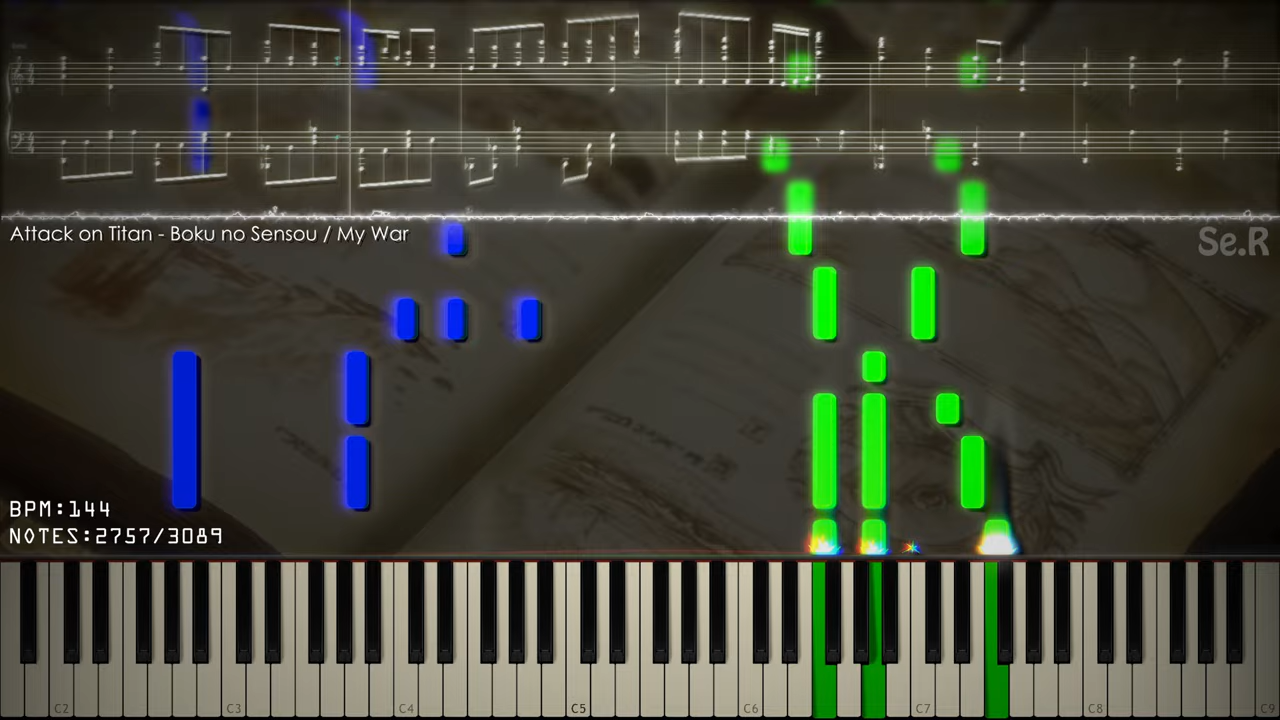 Attack on Titan - Boku no Sensou / My War
Se.R
BPM:144
NOTES:2757/3089
C2 C3 C4 C5 C6 C7 C8 C9